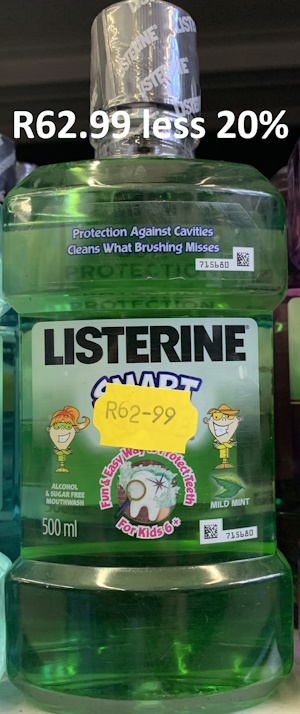 LISTERINE
R62.99 less 20%
Protection Against Cavities
Cleans What Brushing Misses
715680
PROTECTION
LISTERINE®
SMART
R62-99
Fun & Easy Way to Protect Teeth
For Kids 6+
ALCOHOL
& SUGAR FREE
MOUTHWASH
MILD MINT
500 ml
715680